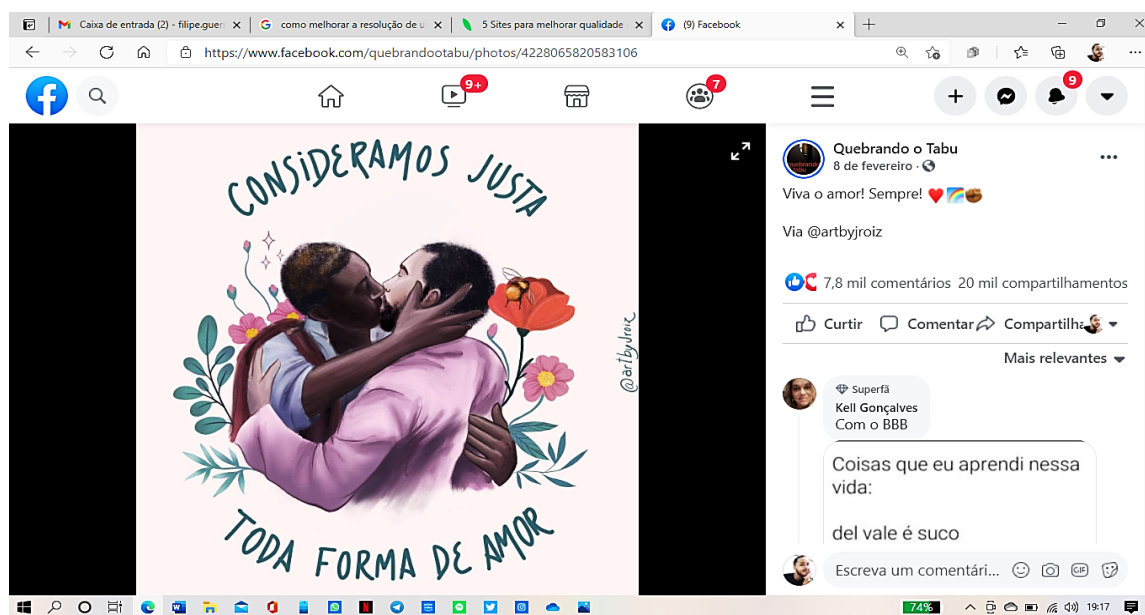 Caixa de entrada (2) - filipe.guer
como melhorar a resolução de u
5 Sites para melhorar qualidade
(9) Facebook
https://www.facebook.com/quebrandootabu/photos/4228065820583106
9+
7
9
CONSIDERAMOS JUSTA
TODA FORMA DE AMOR
@artbyJroiz
Quebrando o Tabu
8 de fevereiro ·
Viva o amor! Sempre!
Via @artbyjroiz
7,8 mil comentários 20 mil compartilhamentos
Curtir Comentar Compartilha
Mais relevantes
Superfã
Kell Gonçalves
Com o BBB
Coisas que eu aprendi nessa
vida:
del vale é suco
Escreva um comentári...
GIF
74%
19:17